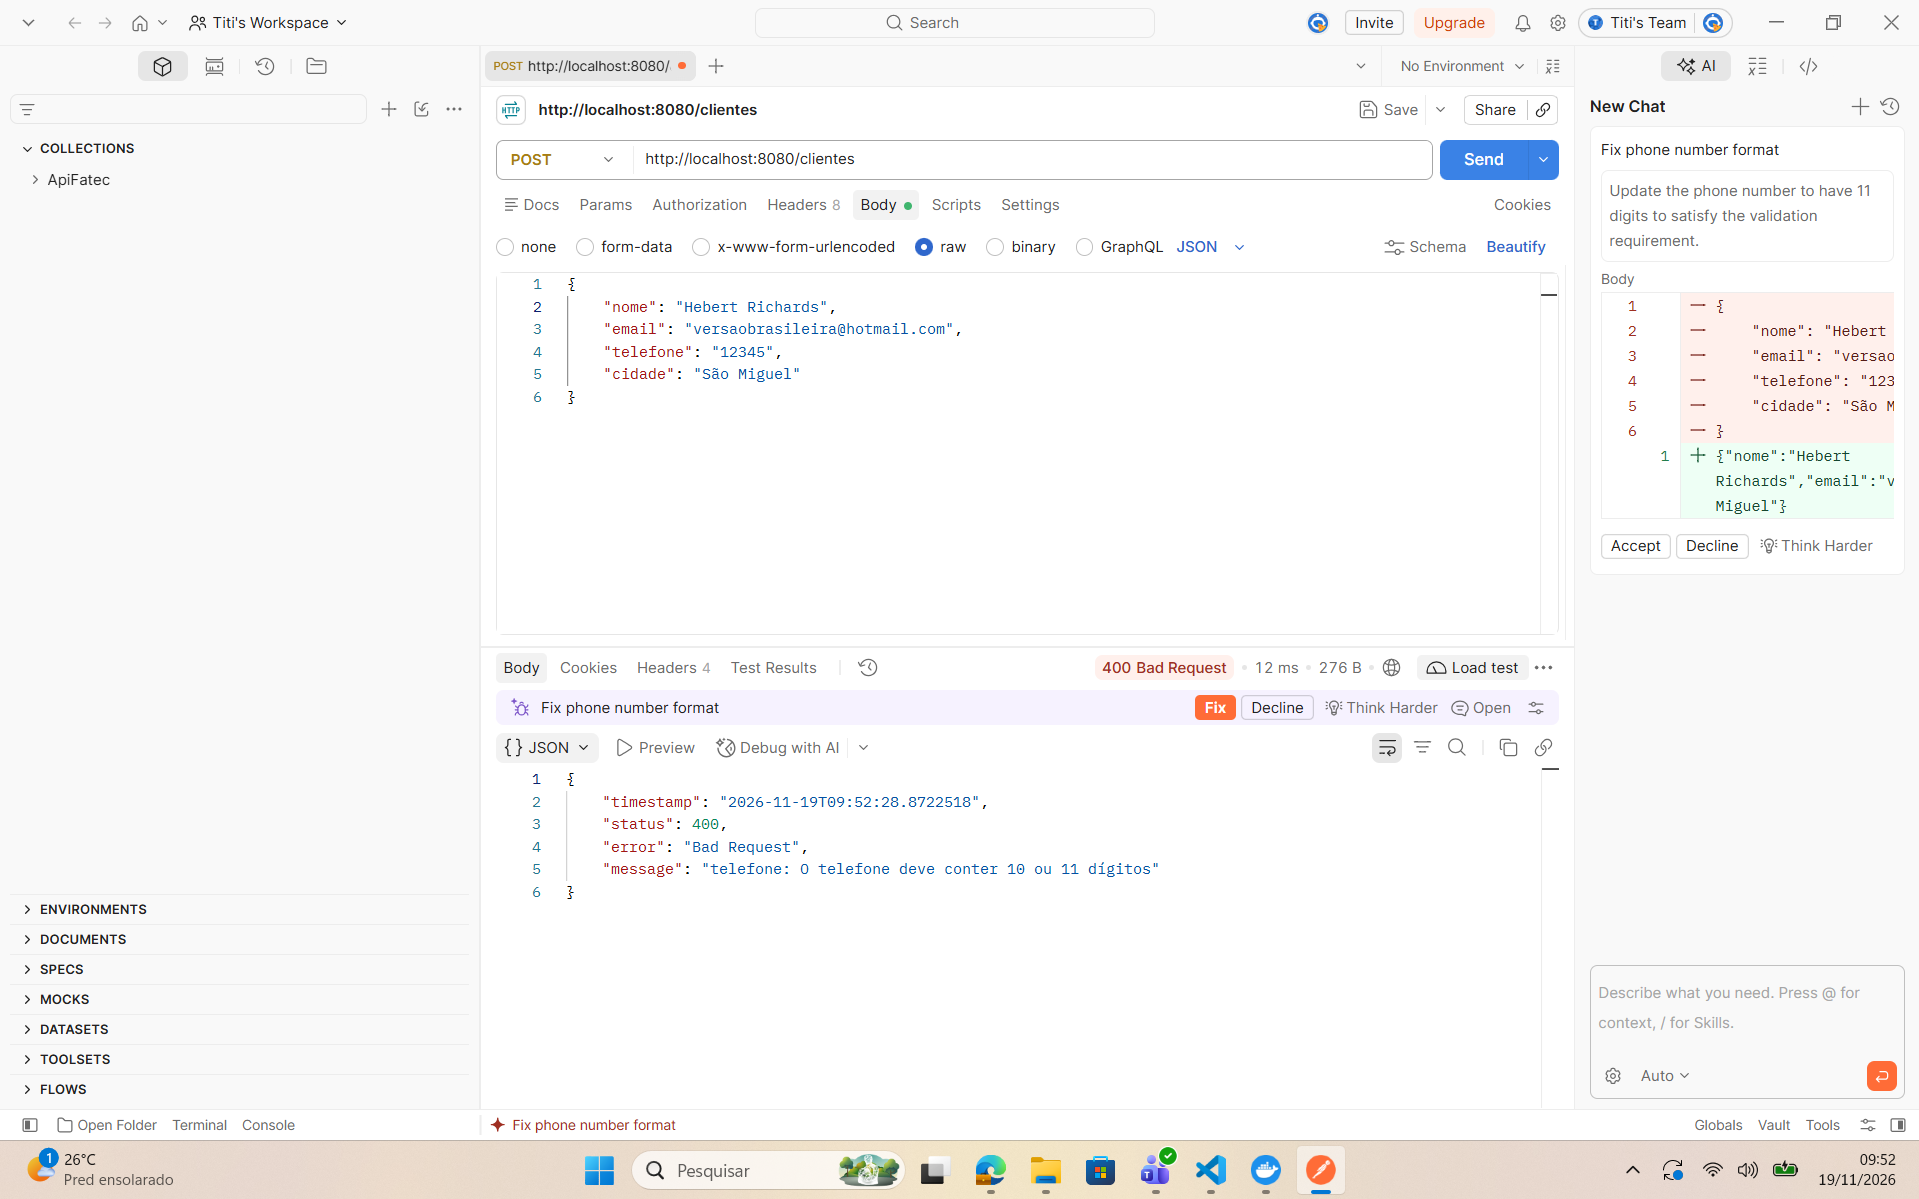 Titi's Workspace
Search
Invite
Upgrade
Titi's Team
POST http://localhost:8080/
No Environment
AI
http://localhost:8080/clientes
Save
Share
POST
http://localhost:8080/clientes
Send
Docs
Params
Authorization
Headers 8
Body
Scripts
Settings
Cookies
none
form-data
x-www-form-urlencoded
raw
binary
GraphQL
JSON
Schema
Beautify
1 {
2 "nome": "Hebert Richards",
3 "email": "versaobrasileira@hotmail.com",
4 "telefone": "12345",
5 "cidade": "São Miguel"
6 }
COLLECTIONS
ApiFatec
ENVIRONMENTS
DOCUMENTS
SPECS
MOCKS
DATASETS
TOOLSETS
FLOWS
Body
Cookies
Headers 4
Test Results
400 Bad Request
12 ms
276 B
Load test
Fix phone number format
Fix
Decline
Think Harder
Open
{} JSON
Preview
Debug with AI
1 {
2 "timestamp": "2026-11-19T09:52:28.8722518",
3 "status": 400,
4 "error": "Bad Request",
5 "message": "telefone: O telefone deve conter 10 ou 11 dígitos"
6 }
New Chat
Fix phone number format
Update the phone number to have 11
digits to satisfy the validation
requirement.
Body
1 — {
2 — "nome": "Hebert
3 — "email": "versao
4 — "telefone": "123
5 — "cidade": "São M
6 — }
1 + {"nome":"Hebert
Richards","email":"v
Miguel"}
Accept
Decline
Think Harder
Describe what you need. Press @ for
context, / for Skills.
Auto
Open Folder
Terminal
Console
Fix phone number format
Globals
Vault
Tools
1
26°C
Pred ensolarado
Pesquisar
09:52
19/11/2026